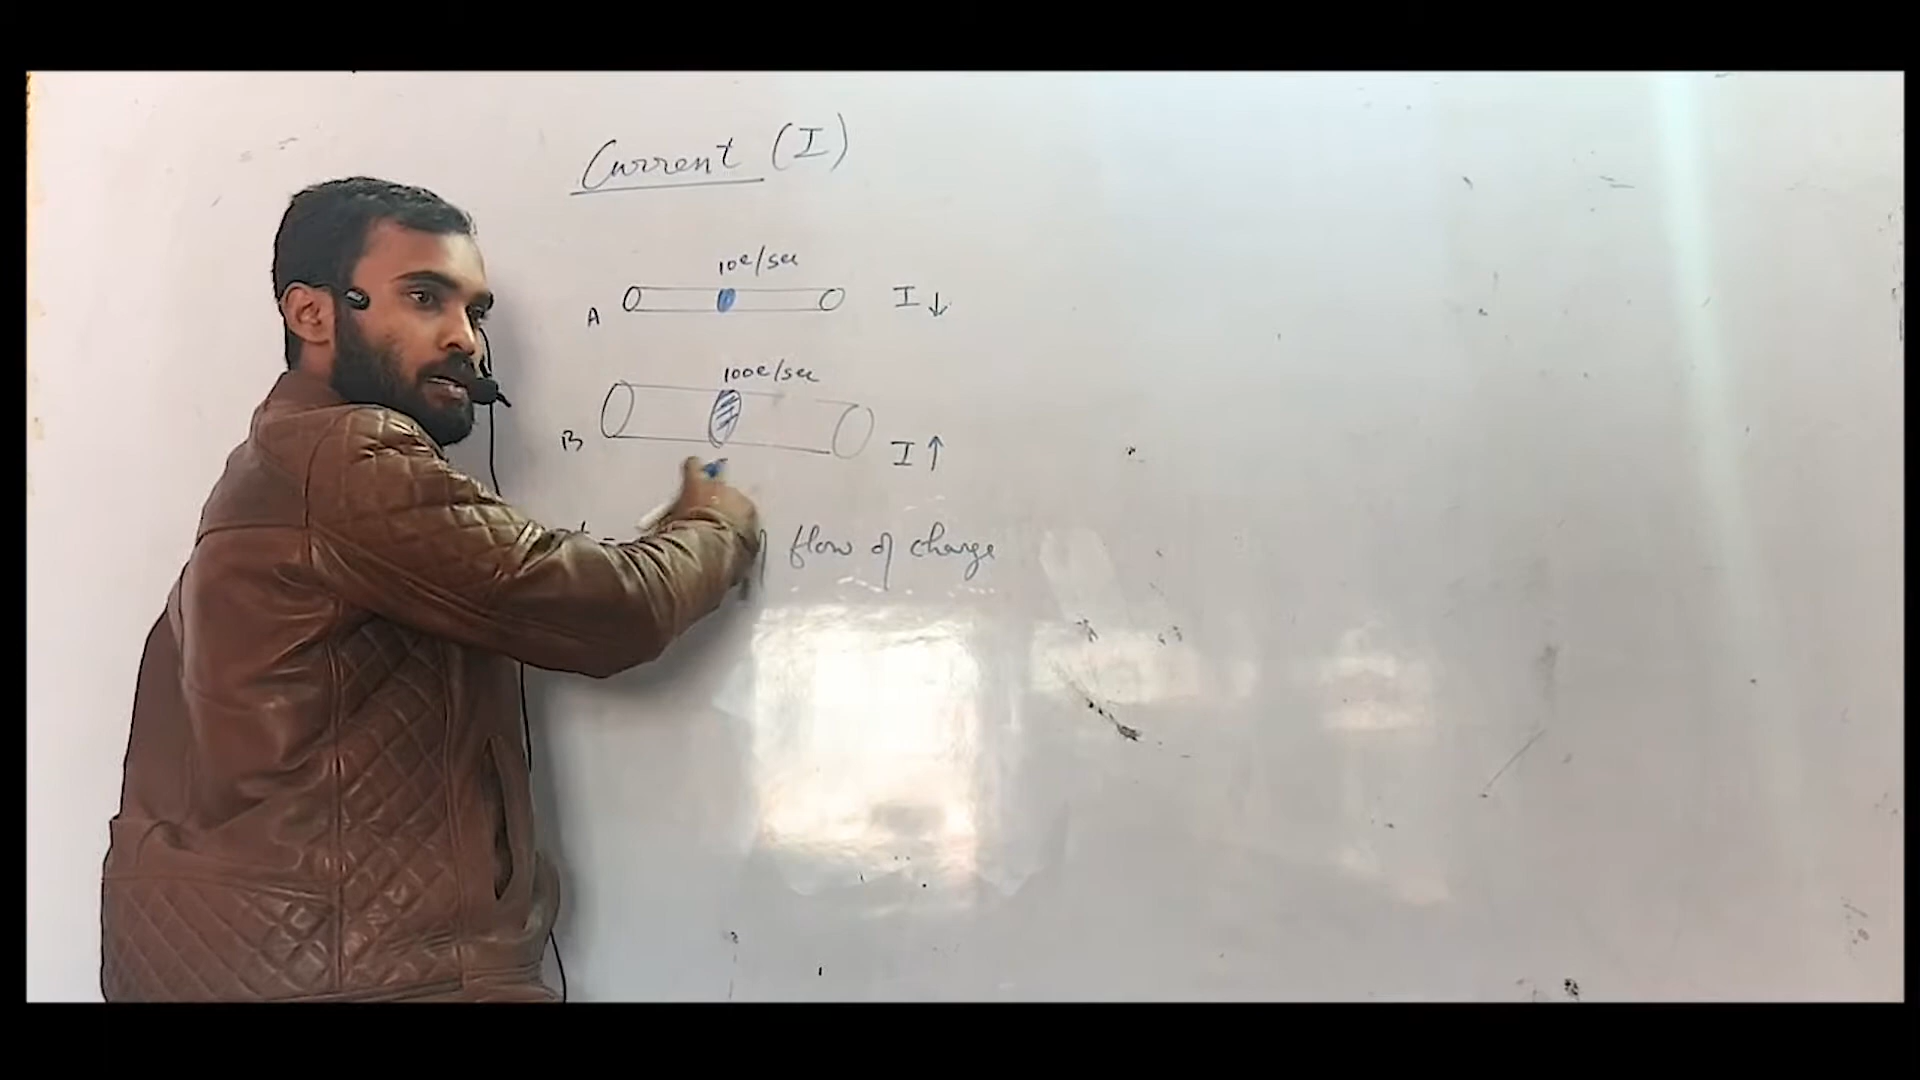 Current (I)
10e/sec
A
I ↓
100e/sec
B
I ↑
flow of charge